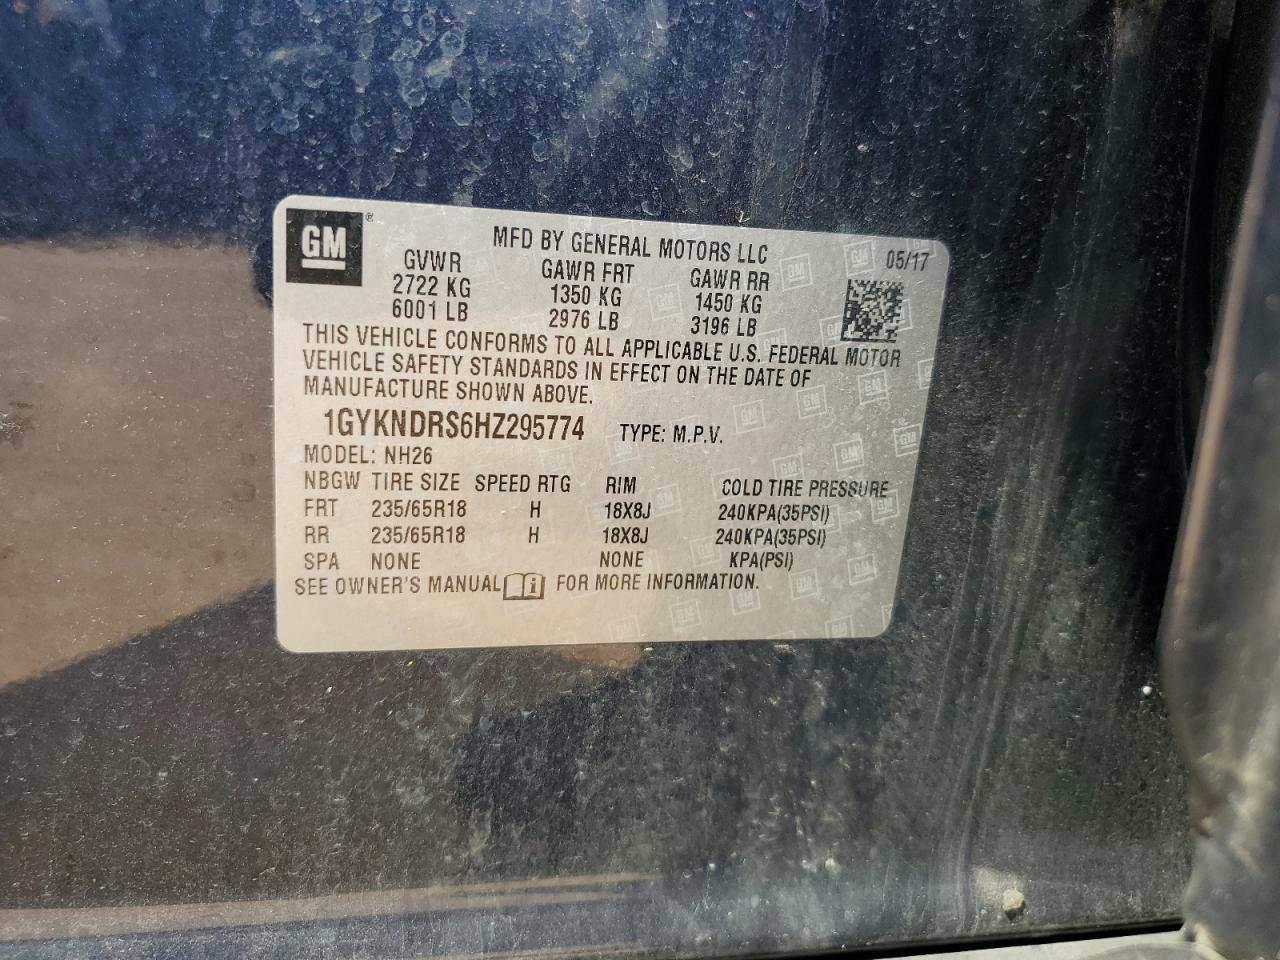 GM ®
MFD BY GENERAL MOTORS LLC 05/17
GVWR GAWR FRT GAWR RR
2722 KG 1350 KG 1450 KG
6001 LB 2976 LB 3196 LB
THIS VEHICLE CONFORMS TO ALL APPLICABLE U.S. FEDERAL MOTOR
VEHICLE SAFETY STANDARDS IN EFFECT ON THE DATE OF
MANUFACTURE SHOWN ABOVE.
1GYKNDRS6HZ295774 TYPE: M.P.V.
MODEL: NH26
NBGW TIRE SIZE SPEED RTG RIM COLD TIRE PRESSURE
FRT 235/65R18 H 18X8J 240KPA(35PSI)
RR 235/65R18 H 18X8J 240KPA(35PSI)
SPA NONE NONE KPA(PSI)
SEE OWNER'S MANUAL i FOR MORE INFORMATION.